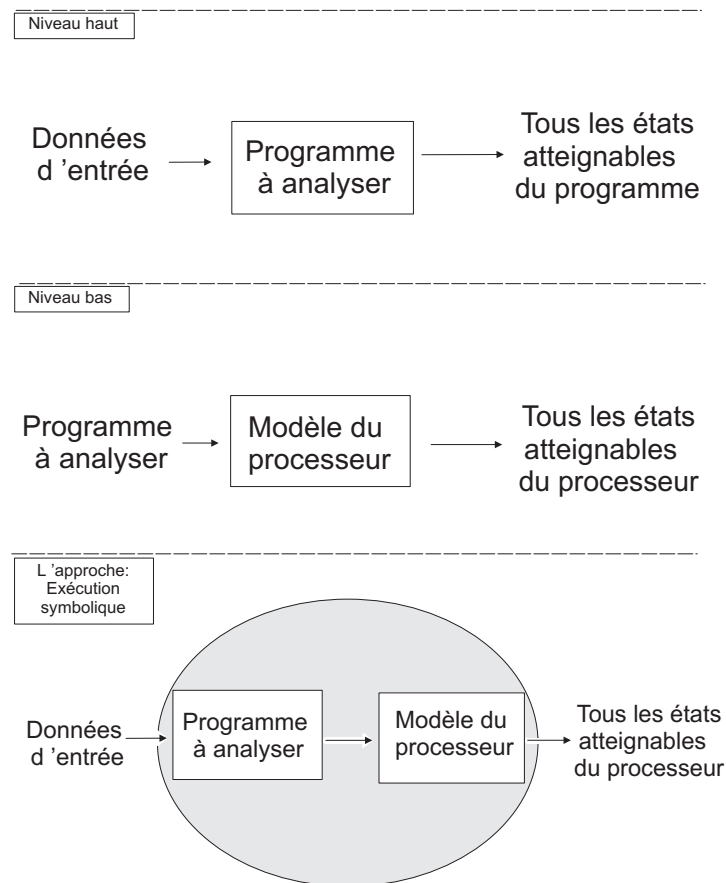 Niveau haut
Données
d ’entrée
Programme
à analyser
Tous les états
atteignables
du programme
Niveau bas
Programme
à analyser
Modèle du
processeur
Tous les états
atteignables
du processeur
L ’approche:
Exécution
symbolique
Données
d ’entrée
Programme
à analyser
Modèle du
processeur
Tous les états
atteignables
du processeur